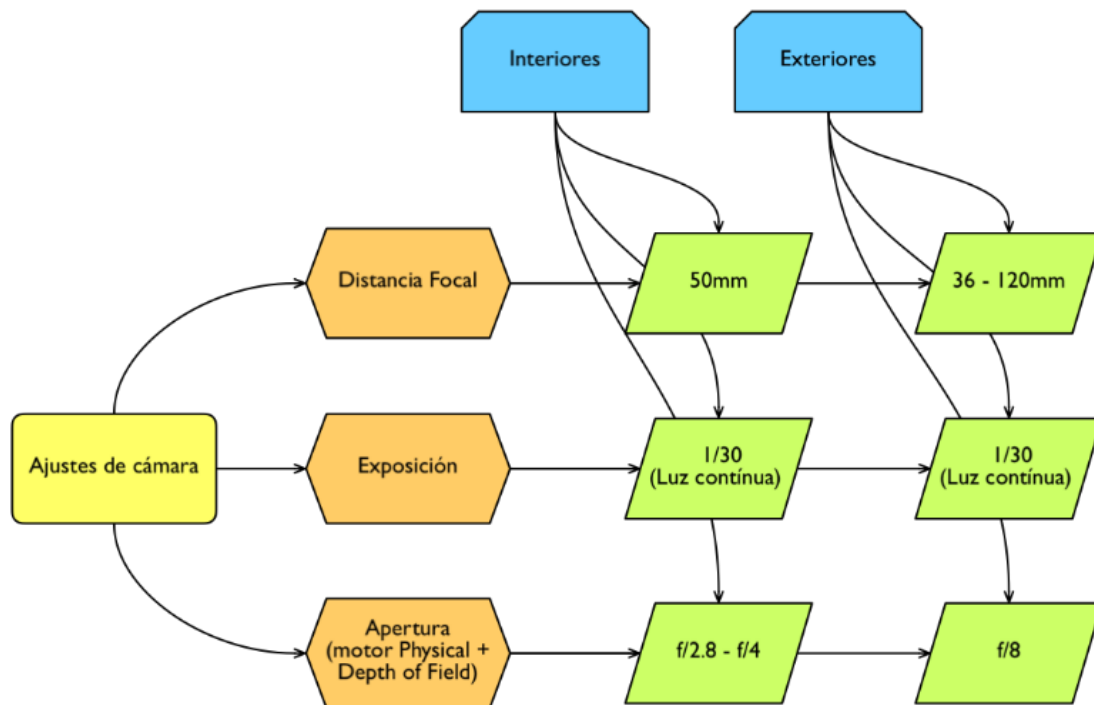 Interiores
Exteriores
Distancia Focal
50mm
36 - 120mm
Ajustes de cámara
Exposición
1/30
(Luz contínua)
1/30
(Luz contínua)
Apertura
(motor Physical +
Depth of Field)
f/2.8 - f/4
f/8